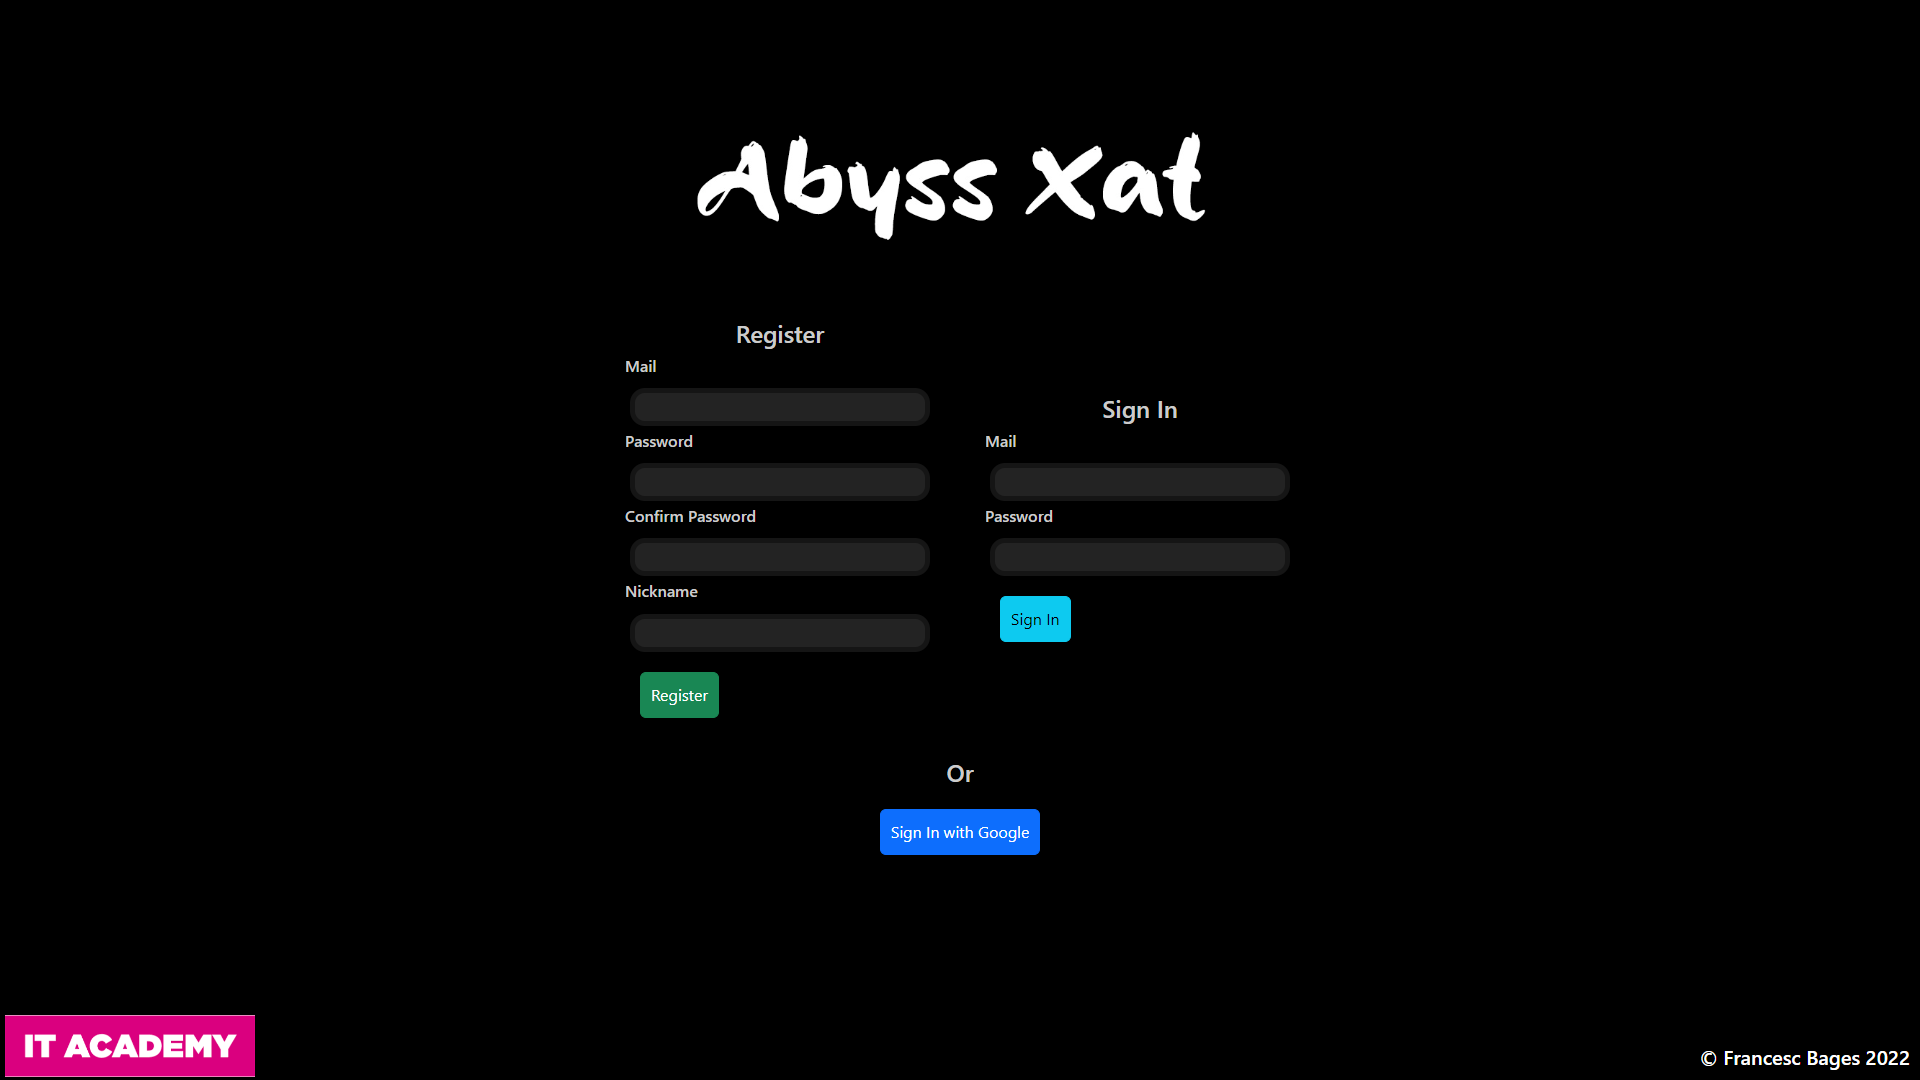 Abyss Xat
Register
Mail
Password
Confirm Password
Nickname
Register
Sign In
Mail
Password
Sign In
Or
Sign In with Google
IT ACADEMY
© Francesc Bages 2022